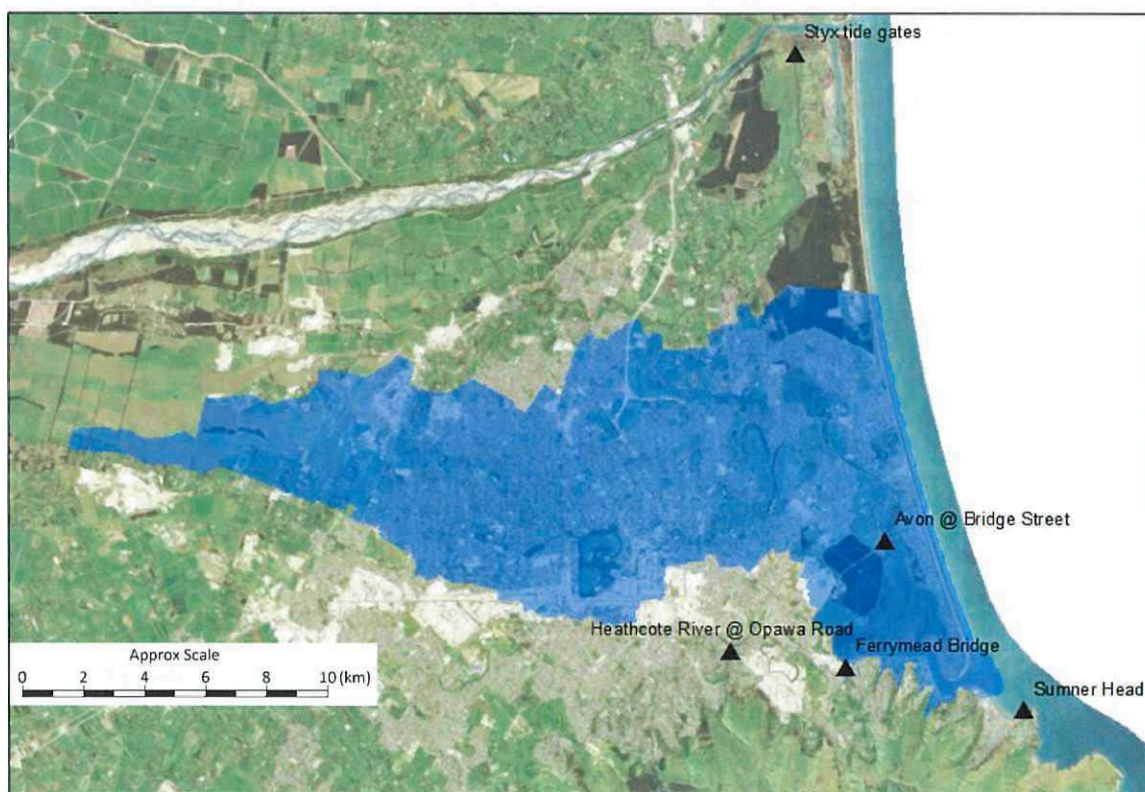 Styx tide gates
Avon @ Bridge Street
Heathcote River @ Opawa Road
Ferrymead Bridge
Sumner Head
Approx Scale
0 2 4 6 8 10 (km)